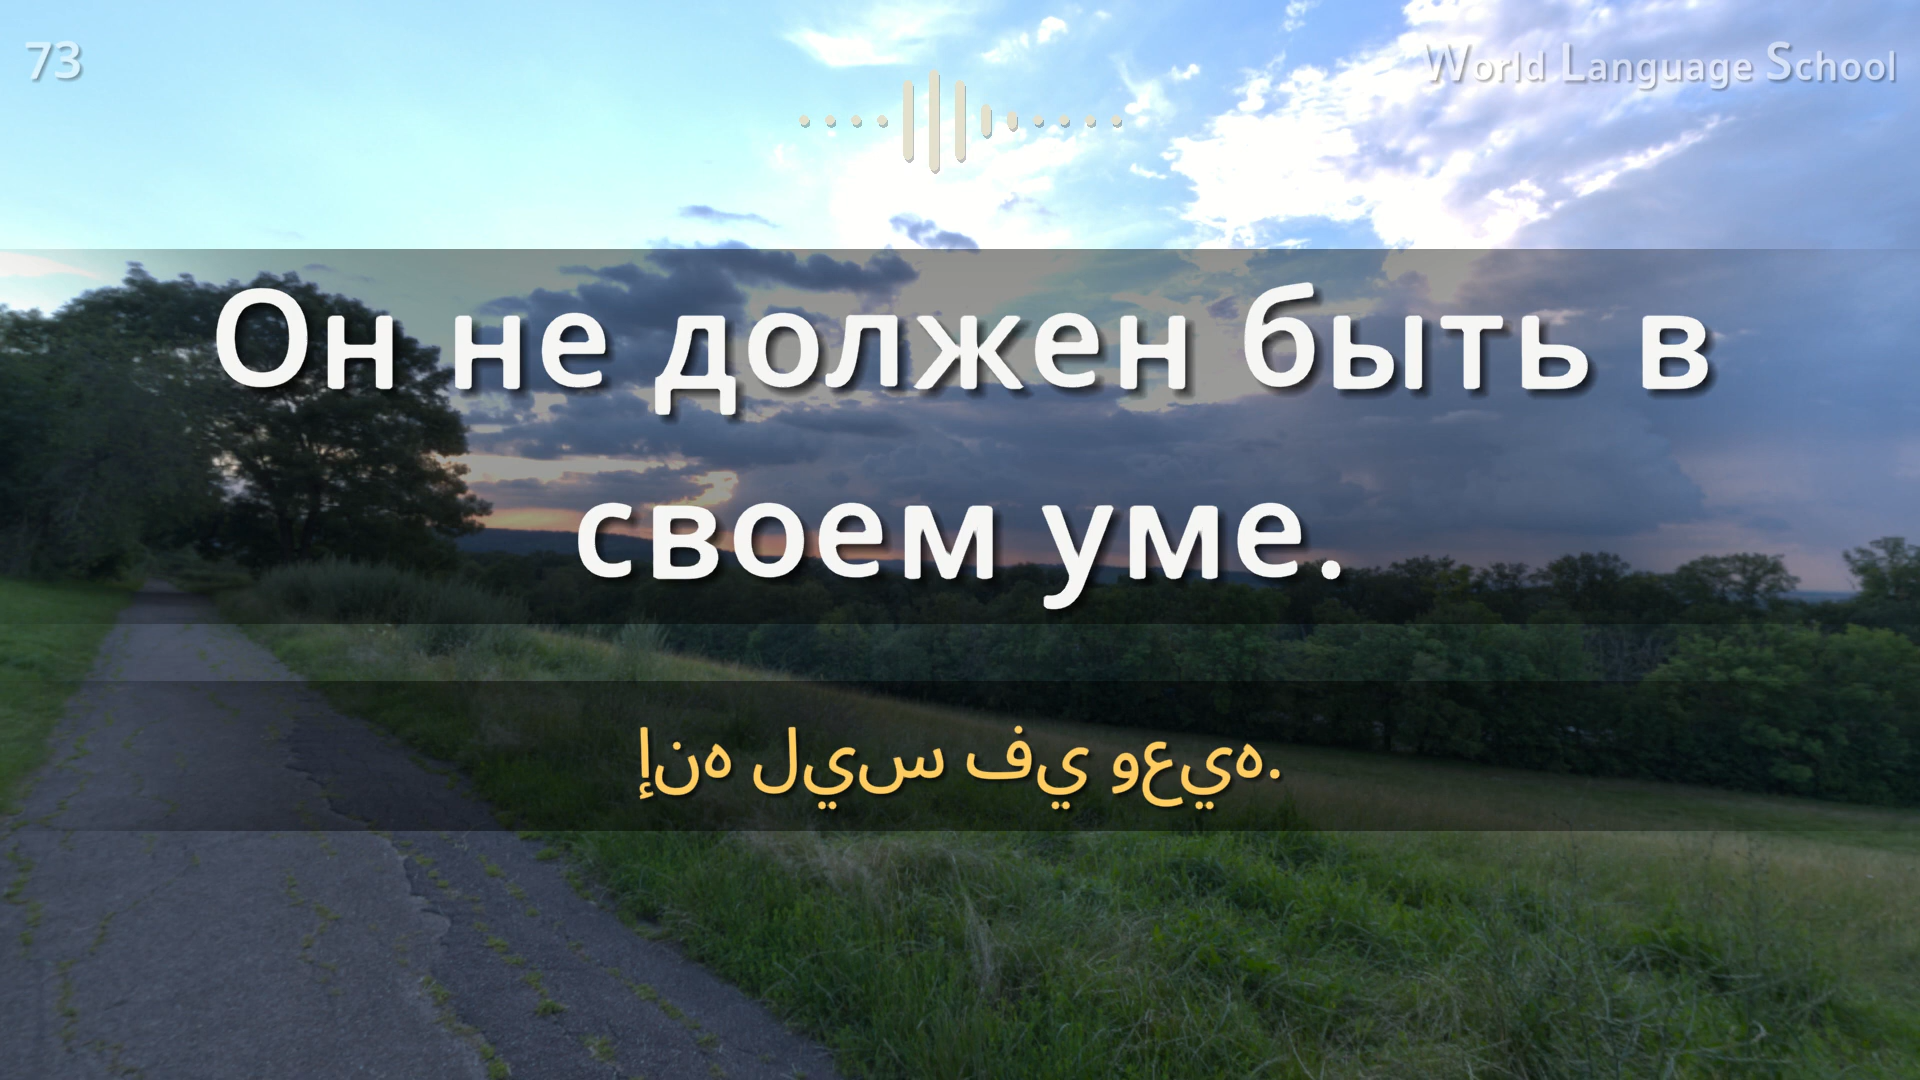 73
World Language School
Он не должен быть в
своем уме.
إنه ليس في وعيه.